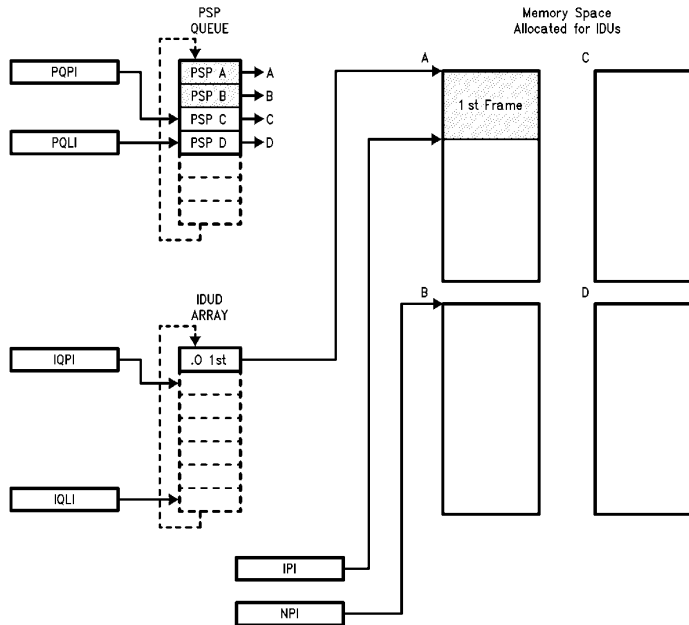 PSP
QUEUE
Memory Space
Allocated for IDUs
PQPI
PSP A
A
PSP B
B
PSP C
C
PQLI
PSP D
D
A
C
1st Frame
IDUD
ARRAY
B
D
IQPI
.0 1st
IQLI
IPI
NPI